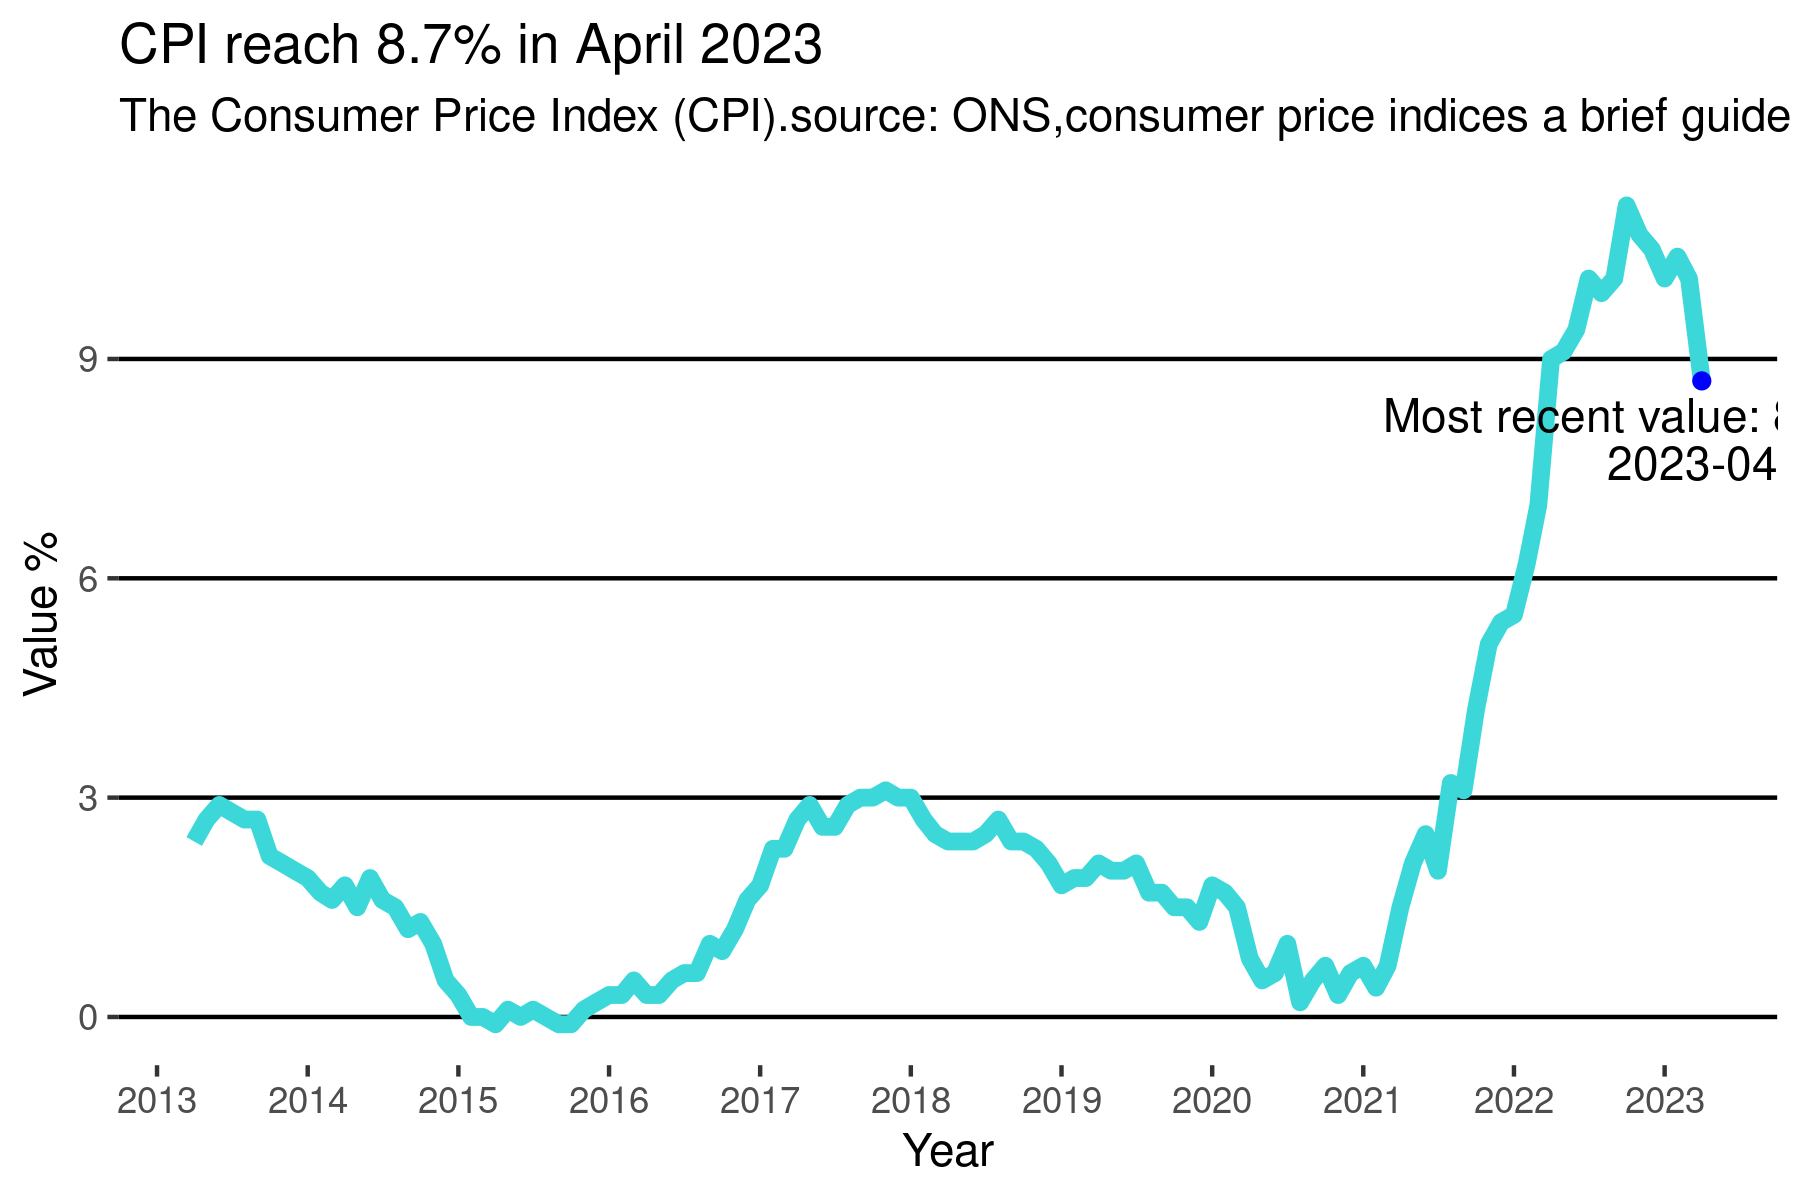 CPI reach 8.7% in April 2023
The Consumer Price Index (CPI).source: ONS,consumer price indices a brief guide
9
Most recent value:
2023-04
6
Value %
3
0
2013 2014 2015 2016 2017 2018 2019 2020 2021 2022 2023
Year